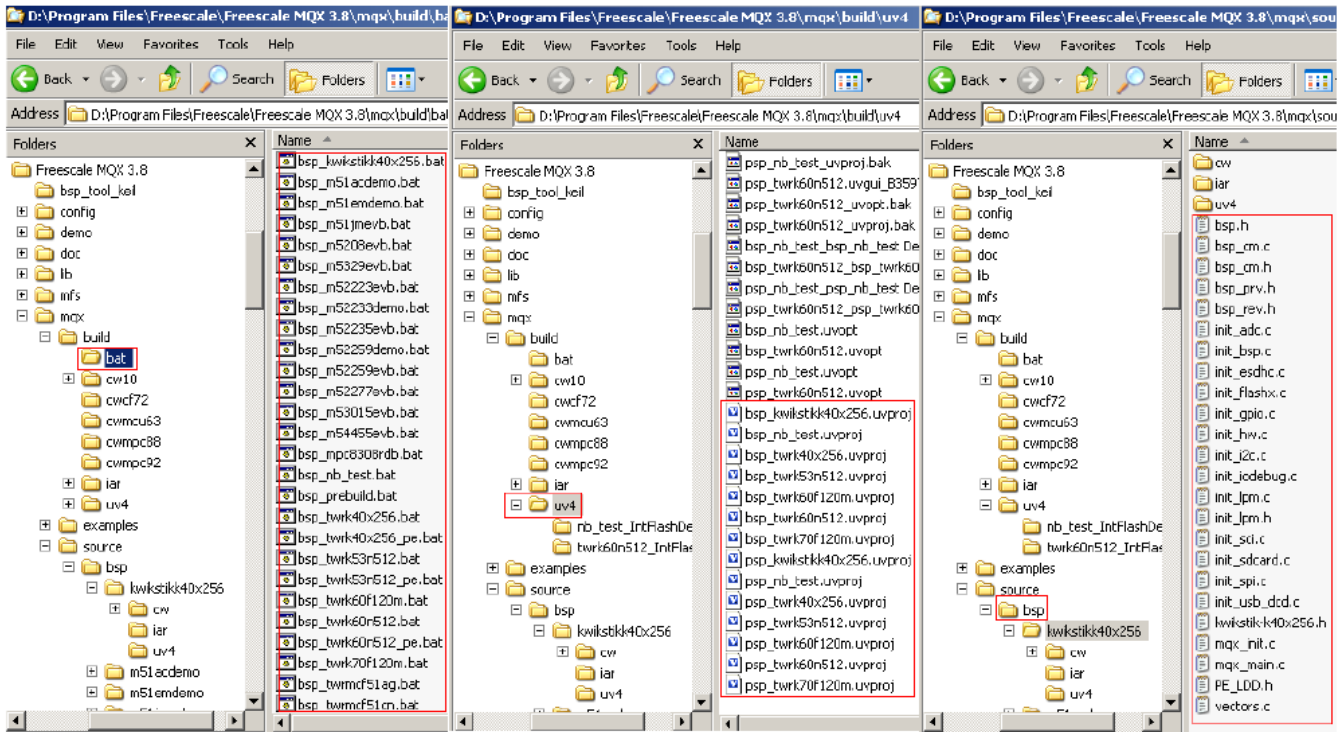 D:\Program Files\Freescale\Freescale MQX 3.8\mqx\build\ba
File Edit View Favorites Tools Help
Back Search Folders
Address D:\Program Files\Freescale\Freescale MQX 3.8\mqx\build\bal
Folders X
Freescale MQX 3.8
bsp_tool_keil
config
demo
doc
lib
mfs
mqx
build
bat
cw10
cwcf72
cwmcu63
cwmpc88
cwmpc92
iar
uv4
examples
source
bsp
kwikstikk40x256
cw
iar
uv4
m51acdemo
m51emdemo
Name
bsp_kwikstikk40x256.bat
bsp_m51acdemo.bat
bsp_m51emdemo.bat
bsp_m51jmevb.bat
bsp_m5208evb.bat
bsp_m5329evb.bat
bsp_m52223evb.bat
bsp_m52233demo.bat
bsp_m52235evb.bat
bsp_m52259demo.bat
bsp_m52259evb.bat
bsp_m52277evb.bat
bsp_m53015evb.bat
bsp_m54455evb.bat
bsp_mpc8308rdb.bat
bsp_nb_test.bat
bsp_prebuild.bat
bsp_twrk40x256.bat
bsp_twrk40x256_pe.bat
bsp_twrk53n512.bat
bsp_twrk53n512_pe.bat
bsp_twrk60f120m.bat
bsp_twrk60n512.bat
bsp_twrk60n512_pe.bat
bsp_twrk70f120m.bat
bsp_twrmcf51ag.bat
bsp_twrmcf51cn.bat
D:\Program Files\Freescale\Freescale MQX 3.8\mqx\build\uv4
File Edit View Favorites Tools Help
Back Search Folders
Address D:\Program Files\Freescale\Freescale MQX 3.8\mqx\build\uv4
Folders X
Freescale MQX 3.8
bsp_tool_keil
config
demo
doc
lib
mfs
mqx
build
bat
cw10
cwcf72
cwmcu63
cwmpc88
cwmpc92
iar
uv4
nb_test_IntFlashDe
twrk60n512_IntFlas
examples
source
bsp
kwikstikk40x256
cw
iar
uv4
Name
psp_nb_test_uvproj.bak
psp_twrk60n512.uvgui_B359
psp_twrk60n512_uvopt.bak
psp_twrk60n512_uvproj.bak
bsp_nb_test_bsp_nb_test De
bsp_twrk60n512_bsp_twrk60
psp_nb_test_psp_nb_test De
psp_twrk60n512_psp_twrk60
bsp_nb_test.uvopt
bsp_twrk60n512.uvopt
psp_nb_test.uvopt
psp_twrk60n512.uvopt
bsp_kwikstikk40x256.uvproj
bsp_nb_test.uvproj
bsp_twrk40x256.uvproj
bsp_twrk53n512.uvproj
bsp_twrk60f120m.uvproj
bsp_twrk60n512.uvproj
bsp_twrk70f120m.uvproj
psp_kwikstikk40x256.uvproj
psp_nb_test.uvproj
psp_twrk40x256.uvproj
psp_twrk53n512.uvproj
psp_twrk60f120m.uvproj
psp_twrk60n512.uvproj
psp_twrk70f120m.uvproj
D:\Program Files\Freescale\Freescale MQX 3.8\mqx\sou
File Edit View Favorites Tools Help
Back Search Folders
Address D:\Program Files\Freescale\Freescale MQX 3.8\mqx\sou
Folders X
Freescale MQX 3.8
bsp_tool_keil
config
demo
doc
lib
mfs
mqx
build
bat
cw10
cwcf72
cwmcu63
cwmpc88
cwmpc92
iar
uv4
nb_test_IntFlashDe
twrk60n512_IntFlas
examples
source
bsp
kwikstikk40x256
cw
iar
uv4
Name
cw
iar
uv4
bsp.h
bsp_cm.c
bsp_cm.h
bsp_prv.h
bsp_rev.h
init_adc.c
init_bsp.c
init_esdhc.c
init_flashx.c
init_gpio.c
init_hw.c
init_i2c.c
init_iodebug.c
init_lpm.c
init_lpm.h
init_sci.c
init_sdcard.c
init_spi.c
init_usb_dcd.c
kwikstikk40x256.h
mqx_init.c
mqx_main.c
PE_LDD.h
vectors.c